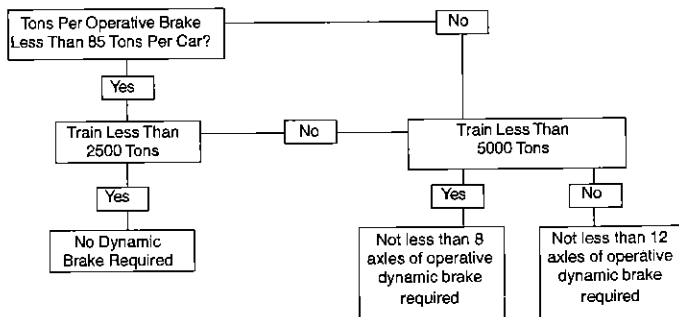 Tons Per Operative Brake
Less Than 85 Tons Per Car?
No
Yes
Train Less Than
2500 Tons
No
Train Less Than
5000 Tons
Yes
Yes
No
No Dynamic
Brake Required
Not less than 8
axles of operative
dynamic brake
required
Not less than 12
axles of operative
dynamic brake
required